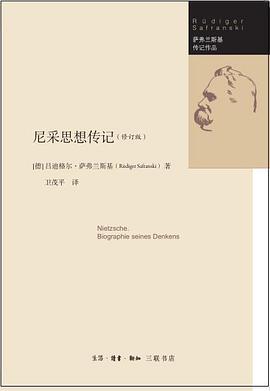 Rüdiger
Safranski
萨弗兰斯基
传记作品
尼采思想传记（修订版）
[德] 吕迪格尔·萨弗兰斯基（Rüdiger Safranski）著
卫茂平 译
Nietzsche.
Biographie seines Denkens
生活·讀書·新知 三联书店